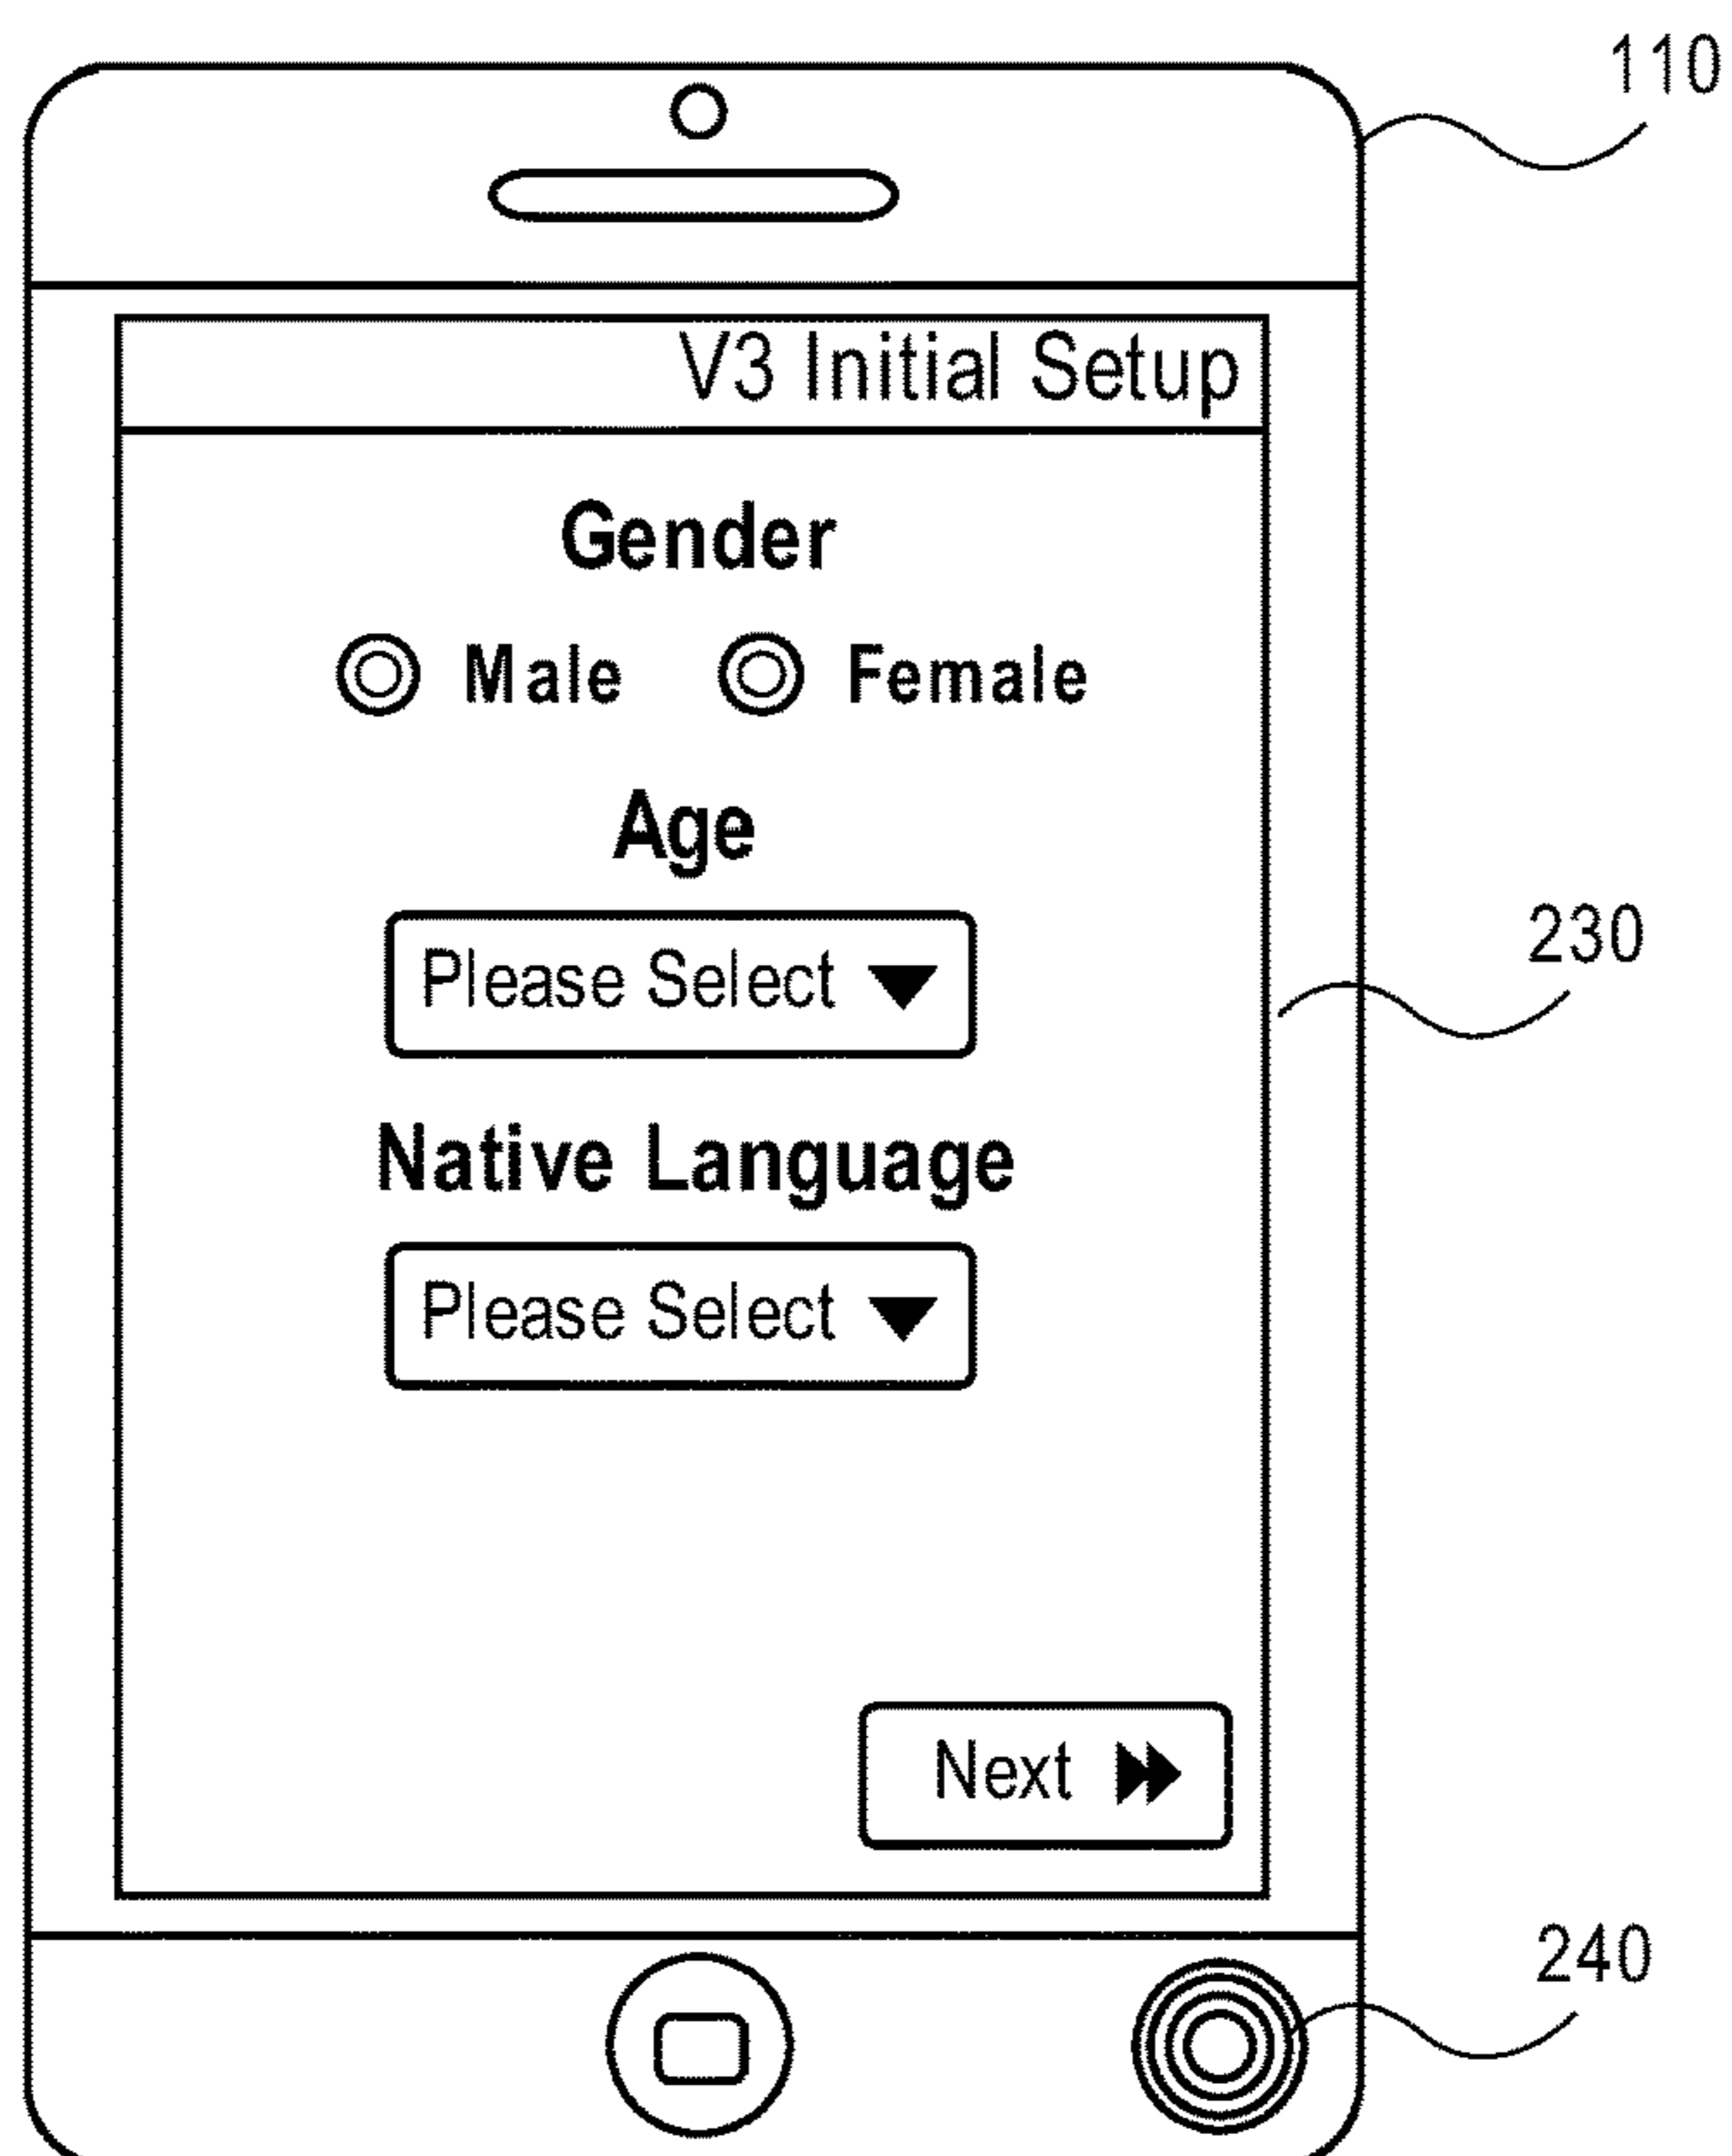 110
V3 Initial Setup
Gender
Male Female
Age
Please Select
230
Native Language
Please Select
Next
240